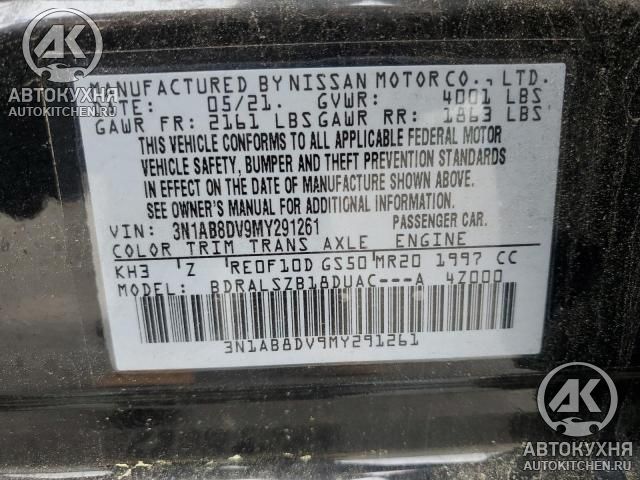 MANUFACTURED BY NISSAN MOTOR CO., LTD.
DATE: 05/21. GVWR: 4001 LBS
GAWR FR: 2161 LBS GAWR RR: 1863 LBS
THIS VEHICLE CONFORMS TO ALL APPLICABLE FEDERAL MOTOR
VEHICLE SAFETY, BUMPER AND THEFT PREVENTION STANDARDS
IN EFFECT ON THE DATE OF MANUFACTURE SHOWN ABOVE.
SEE OWNER'S MANUAL FOR ADDITIONAL INFORMATION.
VIN: 3N1AB8DV9MY291261 PASSENGER CAR.
COLOR TRIM TRANS AXLE ENGINE
KH3 Z RE0F10D GS50 MR20 1997 CC
MODEL: BDRALSZB18DUAC---A 4Z000
3N1AB8DV9MY291261
АК
АВТОКУХНЯ
AUTOKITCHEN.RU
АК
АВТОКУХНЯ
AUTOKITCHEN.RU